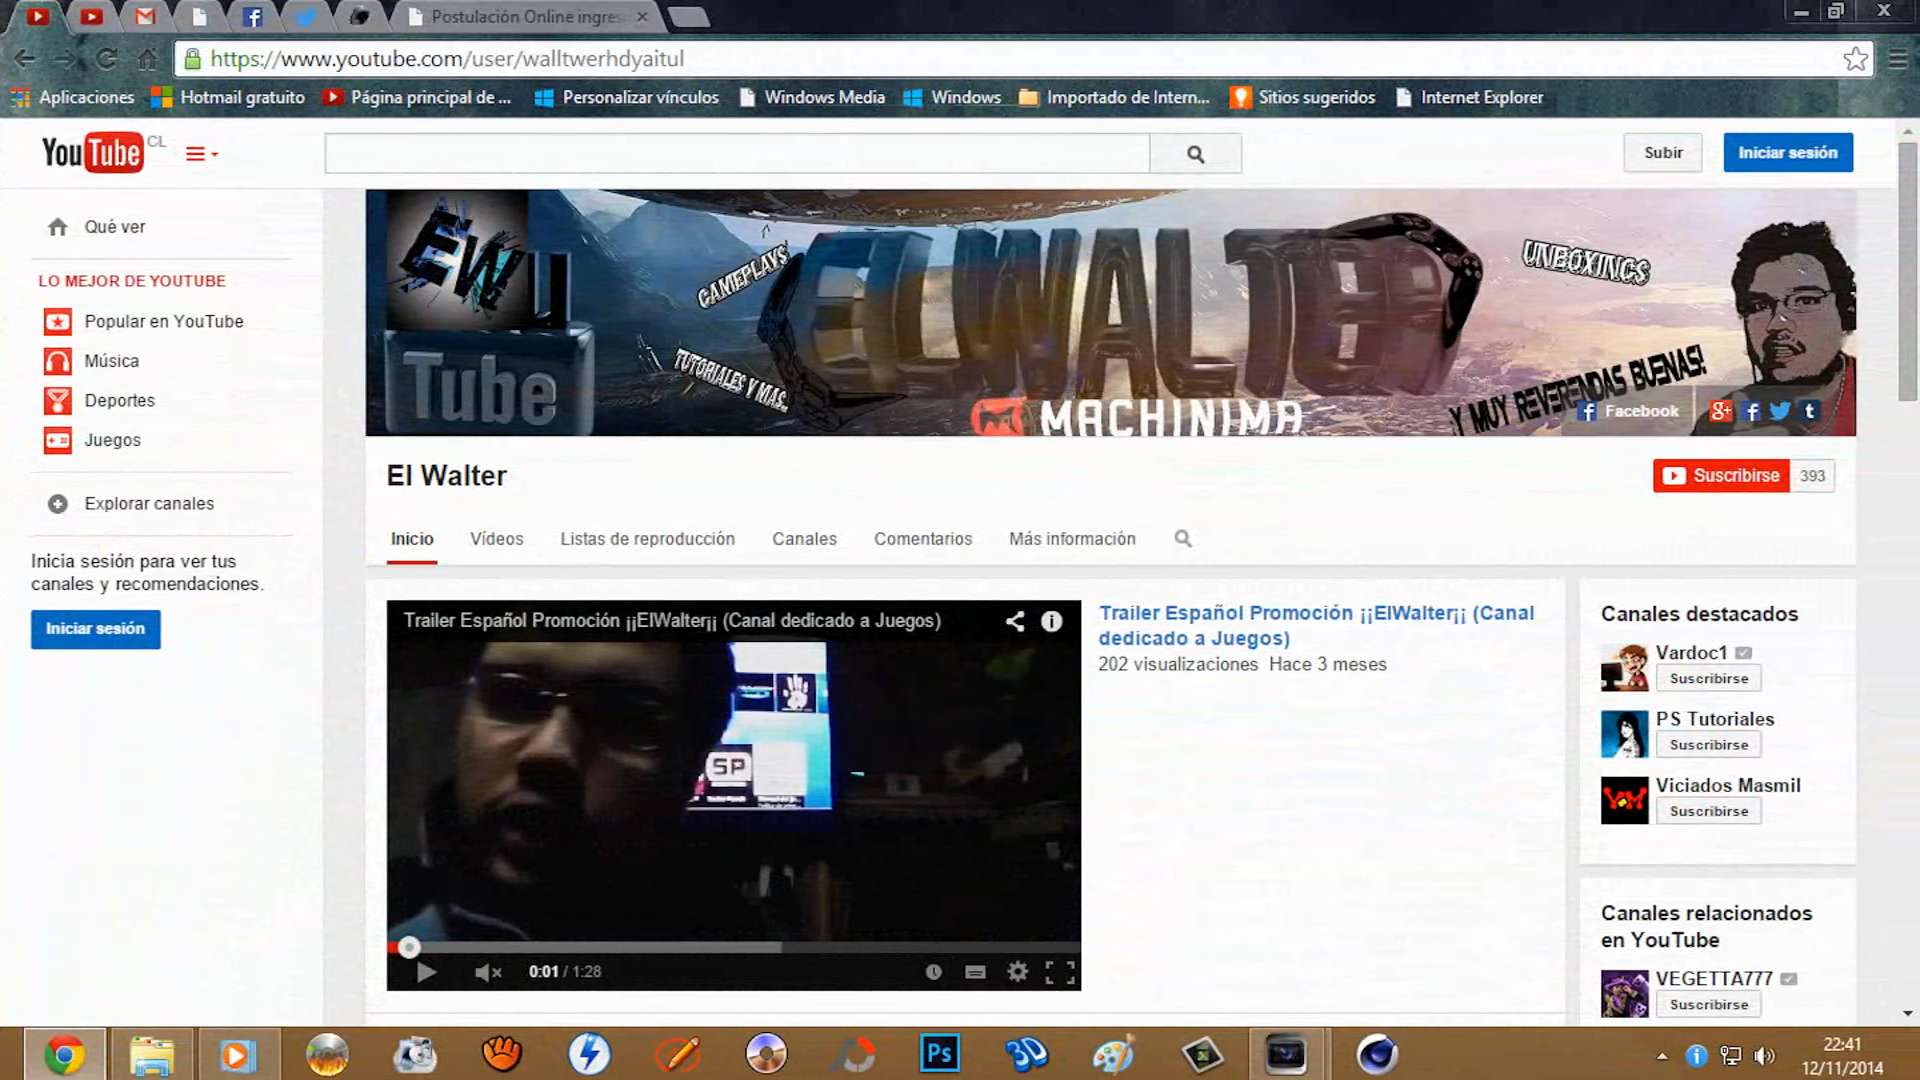 Postulación Online ingres
https://www.youtube.com/user/walltwerhdyaitul
Aplicaciones
Hotmail gratuito
Página principal de ...
Personalizar vínculos
Windows Media
Windows
Importado de Intern...
Sitios sugeridos
Internet Explorer
YouTube CL
Subir
Iniciar sesión
Qué ver
LO MEJOR DE YOUTUBE
Popular en YouTube
Música
Deportes
Juegos
Explorar canales
Inicia sesión para ver tus
canales y recomendaciones.
Iniciar sesión
EW
Tube
GAMEPLAYS
TUTORIALES Y MAS..
ELWALTER
MACHINIMA
UNBOXINGS
Y MUY REVERENDAS BUENAS!
Facebook
El Walter
Suscribirse 393
Inicio
Vídeos
Listas de reproducción
Canales
Comentarios
Más información
Trailer Español Promoción ¡¡ElWalter¡¡ (Canal dedicado a Juegos)
SP
0:01 / 1:28
Trailer Español Promoción ¡¡ElWalter¡¡ (Canal
dedicado a Juegos)
202 visualizaciones Hace 3 meses
Canales destacados
Vardoc1
Suscribirse
PS Tutoriales
Suscribirse
Viciados Masmil
Suscribirse
Canales relacionados
en YouTube
VEGETTA777
Suscribirse
Ps
3D
22:41
12/11/2014